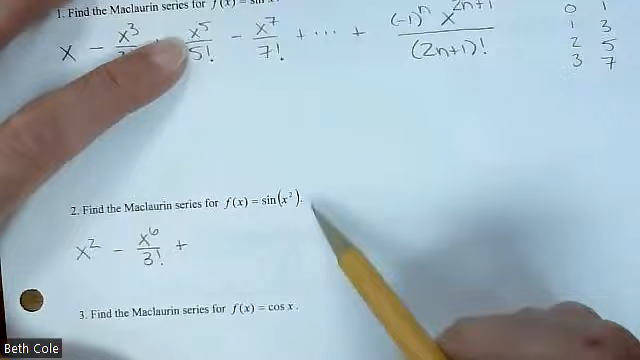 1. Find the Maclaurin series for f(x) = sin
x - x³ x⁵/5! - x⁷/7! + ··· + (-1)ⁿ x²ⁿ⁺¹/(2n+1)!
0 1
1 3
2 5
3 7
2. Find the Maclaurin series for f(x) = sin(x²).
x² - x⁶/3! +
3. Find the Maclaurin series for f(x) = cos x.
Beth Cole